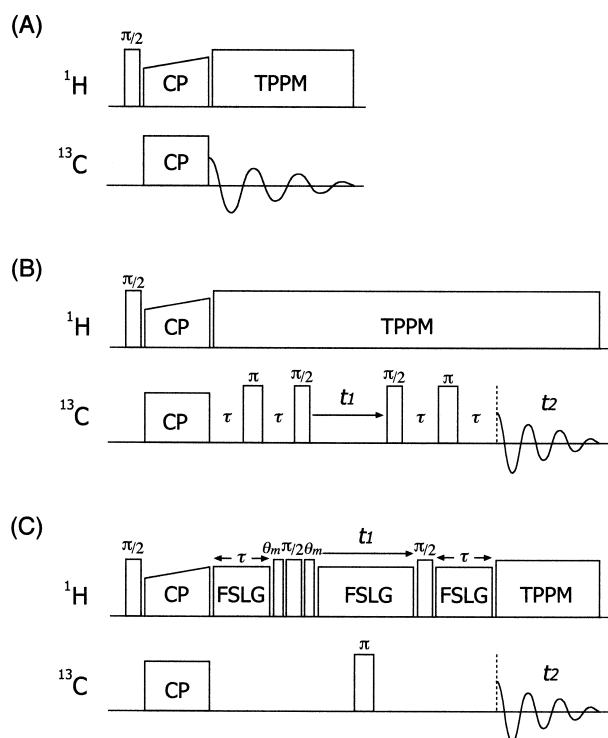 (A)
π/2
¹H CP TPPM
¹³C CP
(B)
π/2
¹H CP TPPM
π π/2 t1 π/2 π t2
¹³C CP τ τ τ τ
(C)
π/2 τ θm π/2 θm t1 π/2 τ
¹H CP FSLG FSLG FSLG TPPM
π t2
¹³C CP